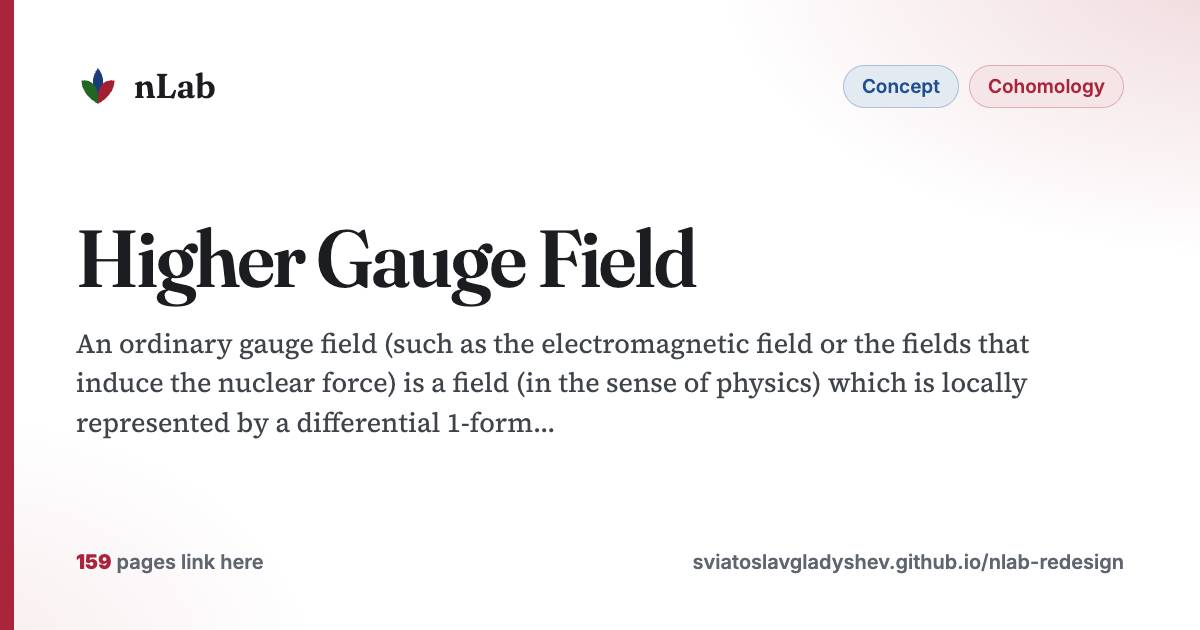 nLab
Concept
Cohomology
Higher Gauge Field
An ordinary gauge field (such as the electromagnetic field or the fields that
induce the nuclear force) is a field (in the sense of physics) which is locally
represented by a differential 1-form...
159 pages link here
sviatoslavgladyshev.github.io/nlab-redesign